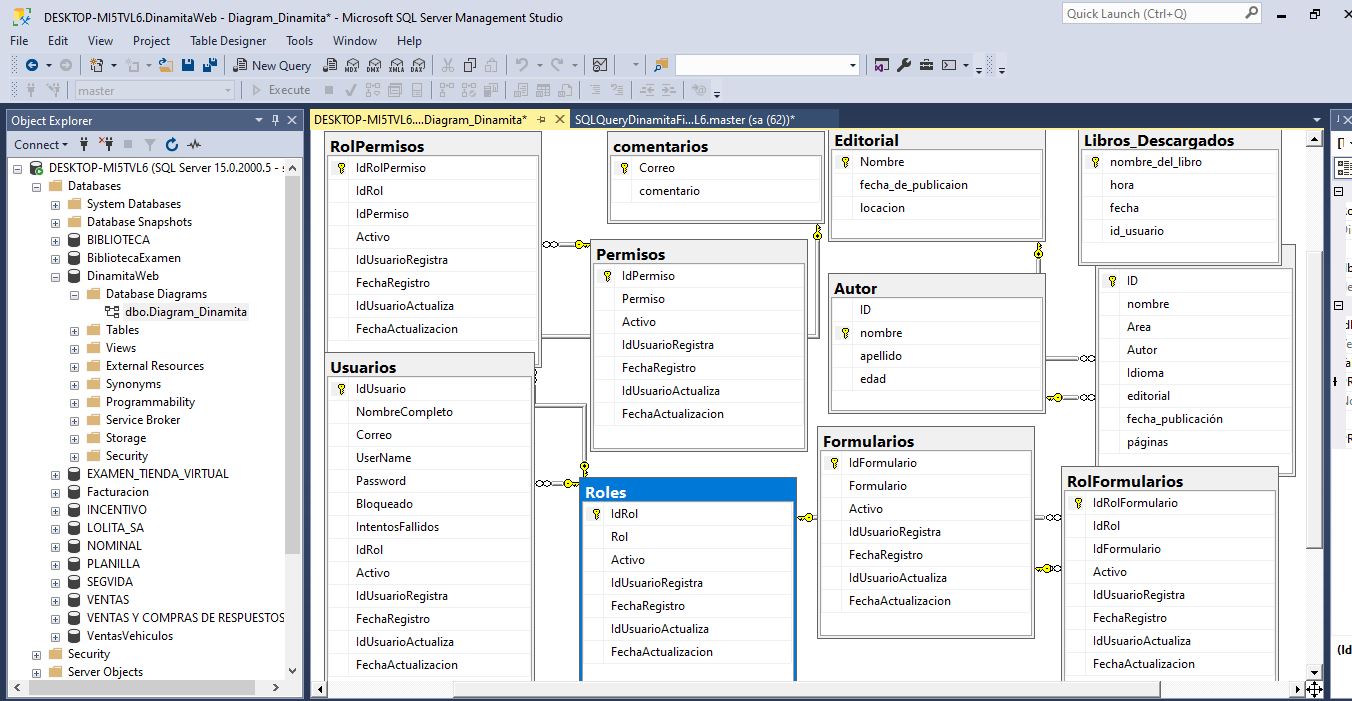 DESKTOP-MI5TVL6.DinamitaWeb - Diagram_Dinamita* - Microsoft SQL Server Management Studio
Quick Launch (Ctrl+Q)
File Edit View Project Table Designer Tools Window Help
New Query MDX DMX XMLA DAX
master Execute
Object Explorer
Connect
DESKTOP-MI5TVL6 (SQL Server 15.0.2000.5 -
Databases
System Databases
Database Snapshots
BIBLIOTECA
BibliotecaExamen
DinamitaWeb
Database Diagrams
dbo.Diagram_Dinamita
Tables
Views
External Resources
Synonyms
Programmability
Service Broker
Storage
Security
EXAMEN_TIENDA_VIRTUAL
Facturacion
INCENTIVO
LOLITA_SA
NOMINAL
PLANILLA
SEGVIDA
VENTAS
VENTAS Y COMPRAS DE RESPUESTOS
VentasVehiculos
Security
Server Objects
DESKTOP-MI5TVL6....Diagram_Dinamita*
SQLQueryDinamitaFi...L6.master (sa (62))*
RolPermisos
IdRolPermiso
IdRol
IdPermiso
Activo
IdUsuarioRegistra
FechaRegistro
IdUsuarioActualiza
FechaActualizacion
comentarios
Correo
comentario
Editorial
Nombre
fecha_de_publicaion
locacion
Libros_Descargados
nombre_del_libro
hora
fecha
id_usuario
Permisos
IdPermiso
Permiso
Activo
IdUsuarioRegistra
FechaRegistro
IdUsuarioActualiza
FechaActualizacion
Autor
ID
nombre
apellido
edad
ID
nombre
Area
Autor
Idioma
editorial
fecha_publicación
páginas
Usuarios
IdUsuario
NombreCompleto
Correo
UserName
Password
Bloqueado
IntentosFallidos
IdRol
Activo
IdUsuarioRegistra
FechaRegistro
IdUsuarioActualiza
FechaActualizacion
Roles
IdRol
Rol
Activo
IdUsuarioRegistra
FechaRegistro
IdUsuarioActualiza
FechaActualizacion
Formularios
IdFormulario
Formulario
Activo
IdUsuarioRegistra
FechaRegistro
IdUsuarioActualiza
FechaActualizacion
RolFormularios
IdRolFormulario
IdRol
IdFormulario
Activo
IdUsuarioRegistra
FechaRegistro
IdUsuarioActualiza
FechaActualizacion
(Id